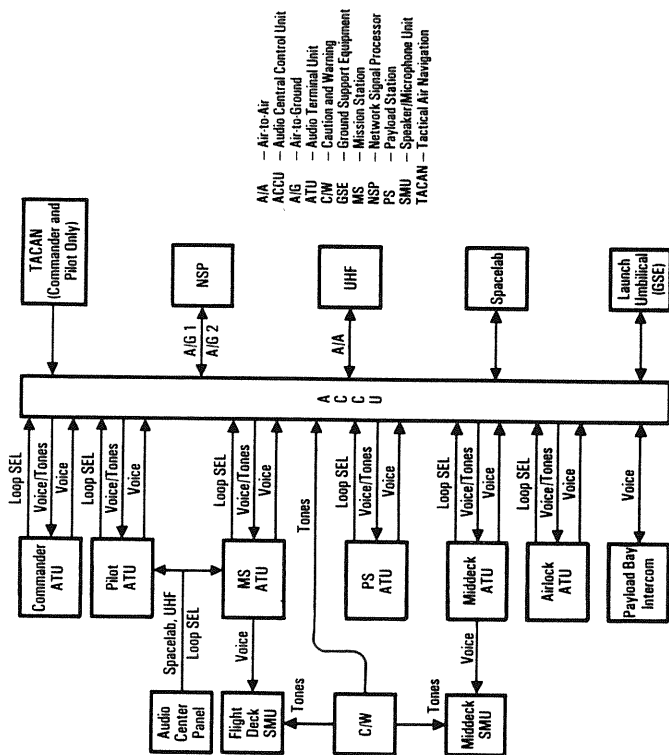 TACAN
(Commander and
Pilot Only)
NSP
UHF
Spacelab
Launch
Umbilical
(GSE)
A/G 1
A/G 2
A/A
A
C
C
U
Loop SEL
Voice/Tones
Voice
Loop SEL
Voice/Tones
Voice
Loop SEL
Voice/Tones
Voice
Tones
Loop SEL
Voice/Tones
Voice
Loop SEL
Voice/Tones
Voice
Loop SEL
Voice/Tones
Voice
Voice
Commander
ATU
Pilot
ATU
MS
ATU
PS
ATU
Middeck
ATU
Airlock
ATU
Payload Bay
Intercom
Spacelab, UHF
Loop SEL
Voice
Voice
Audio
Center
Panel
Flight
Deck
SMU
Tones
C/W
Tones
Middeck
SMU
A/A — Air-to-Air
ACCU — Audio Central Control Unit
A/G — Air-to-Ground
ATU — Audio Terminal Unit
C/W — Caution and Warning
GSE — Ground Support Equipment
MS — Mission Station
NSP — Network Signal Processor
PS — Payload Station
SMU — Speaker/Microphone Unit
TACAN — Tactical Air Navigation